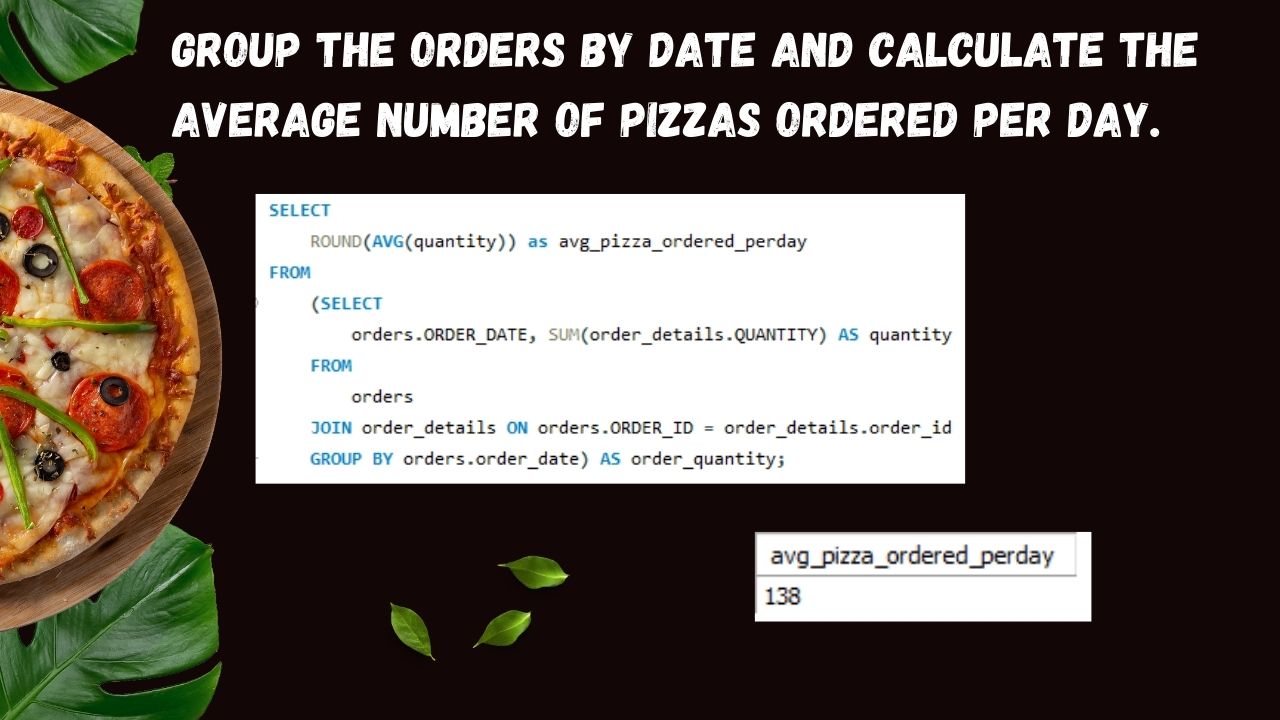 GROUP THE ORDERS BY DATE AND CALCULATE THE
AVERAGE NUMBER OF PIZZAS ORDERED PER DAY.
SELECT
ROUND(AVG(quantity)) as avg_pizza_ordered_perday
FROM
(SELECT
orders.ORDER_DATE, SUM(order_details.QUANTITY) AS quantity
FROM
orders
JOIN order_details ON orders.ORDER_ID = order_details.order_id
GROUP BY orders.order_date) AS order_quantity;
avg_pizza_ordered_perday
138